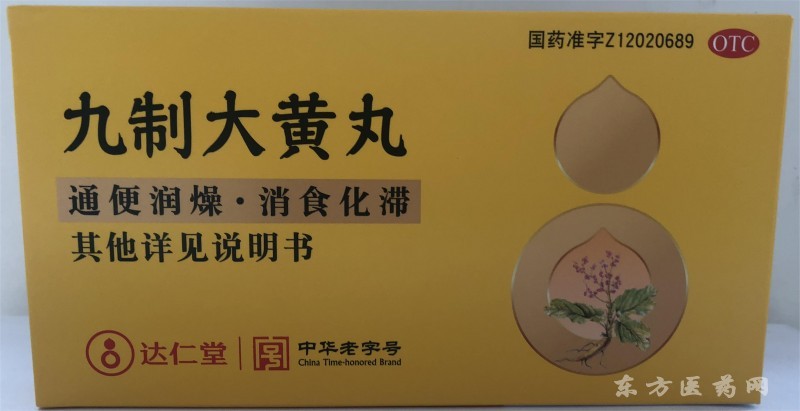 国药准字Z12020689 OTC
九制大黄丸
通便润燥·消食化滞
其他详见说明书
达仁堂
中华老字号
China Time-honored Brand
东方医药网